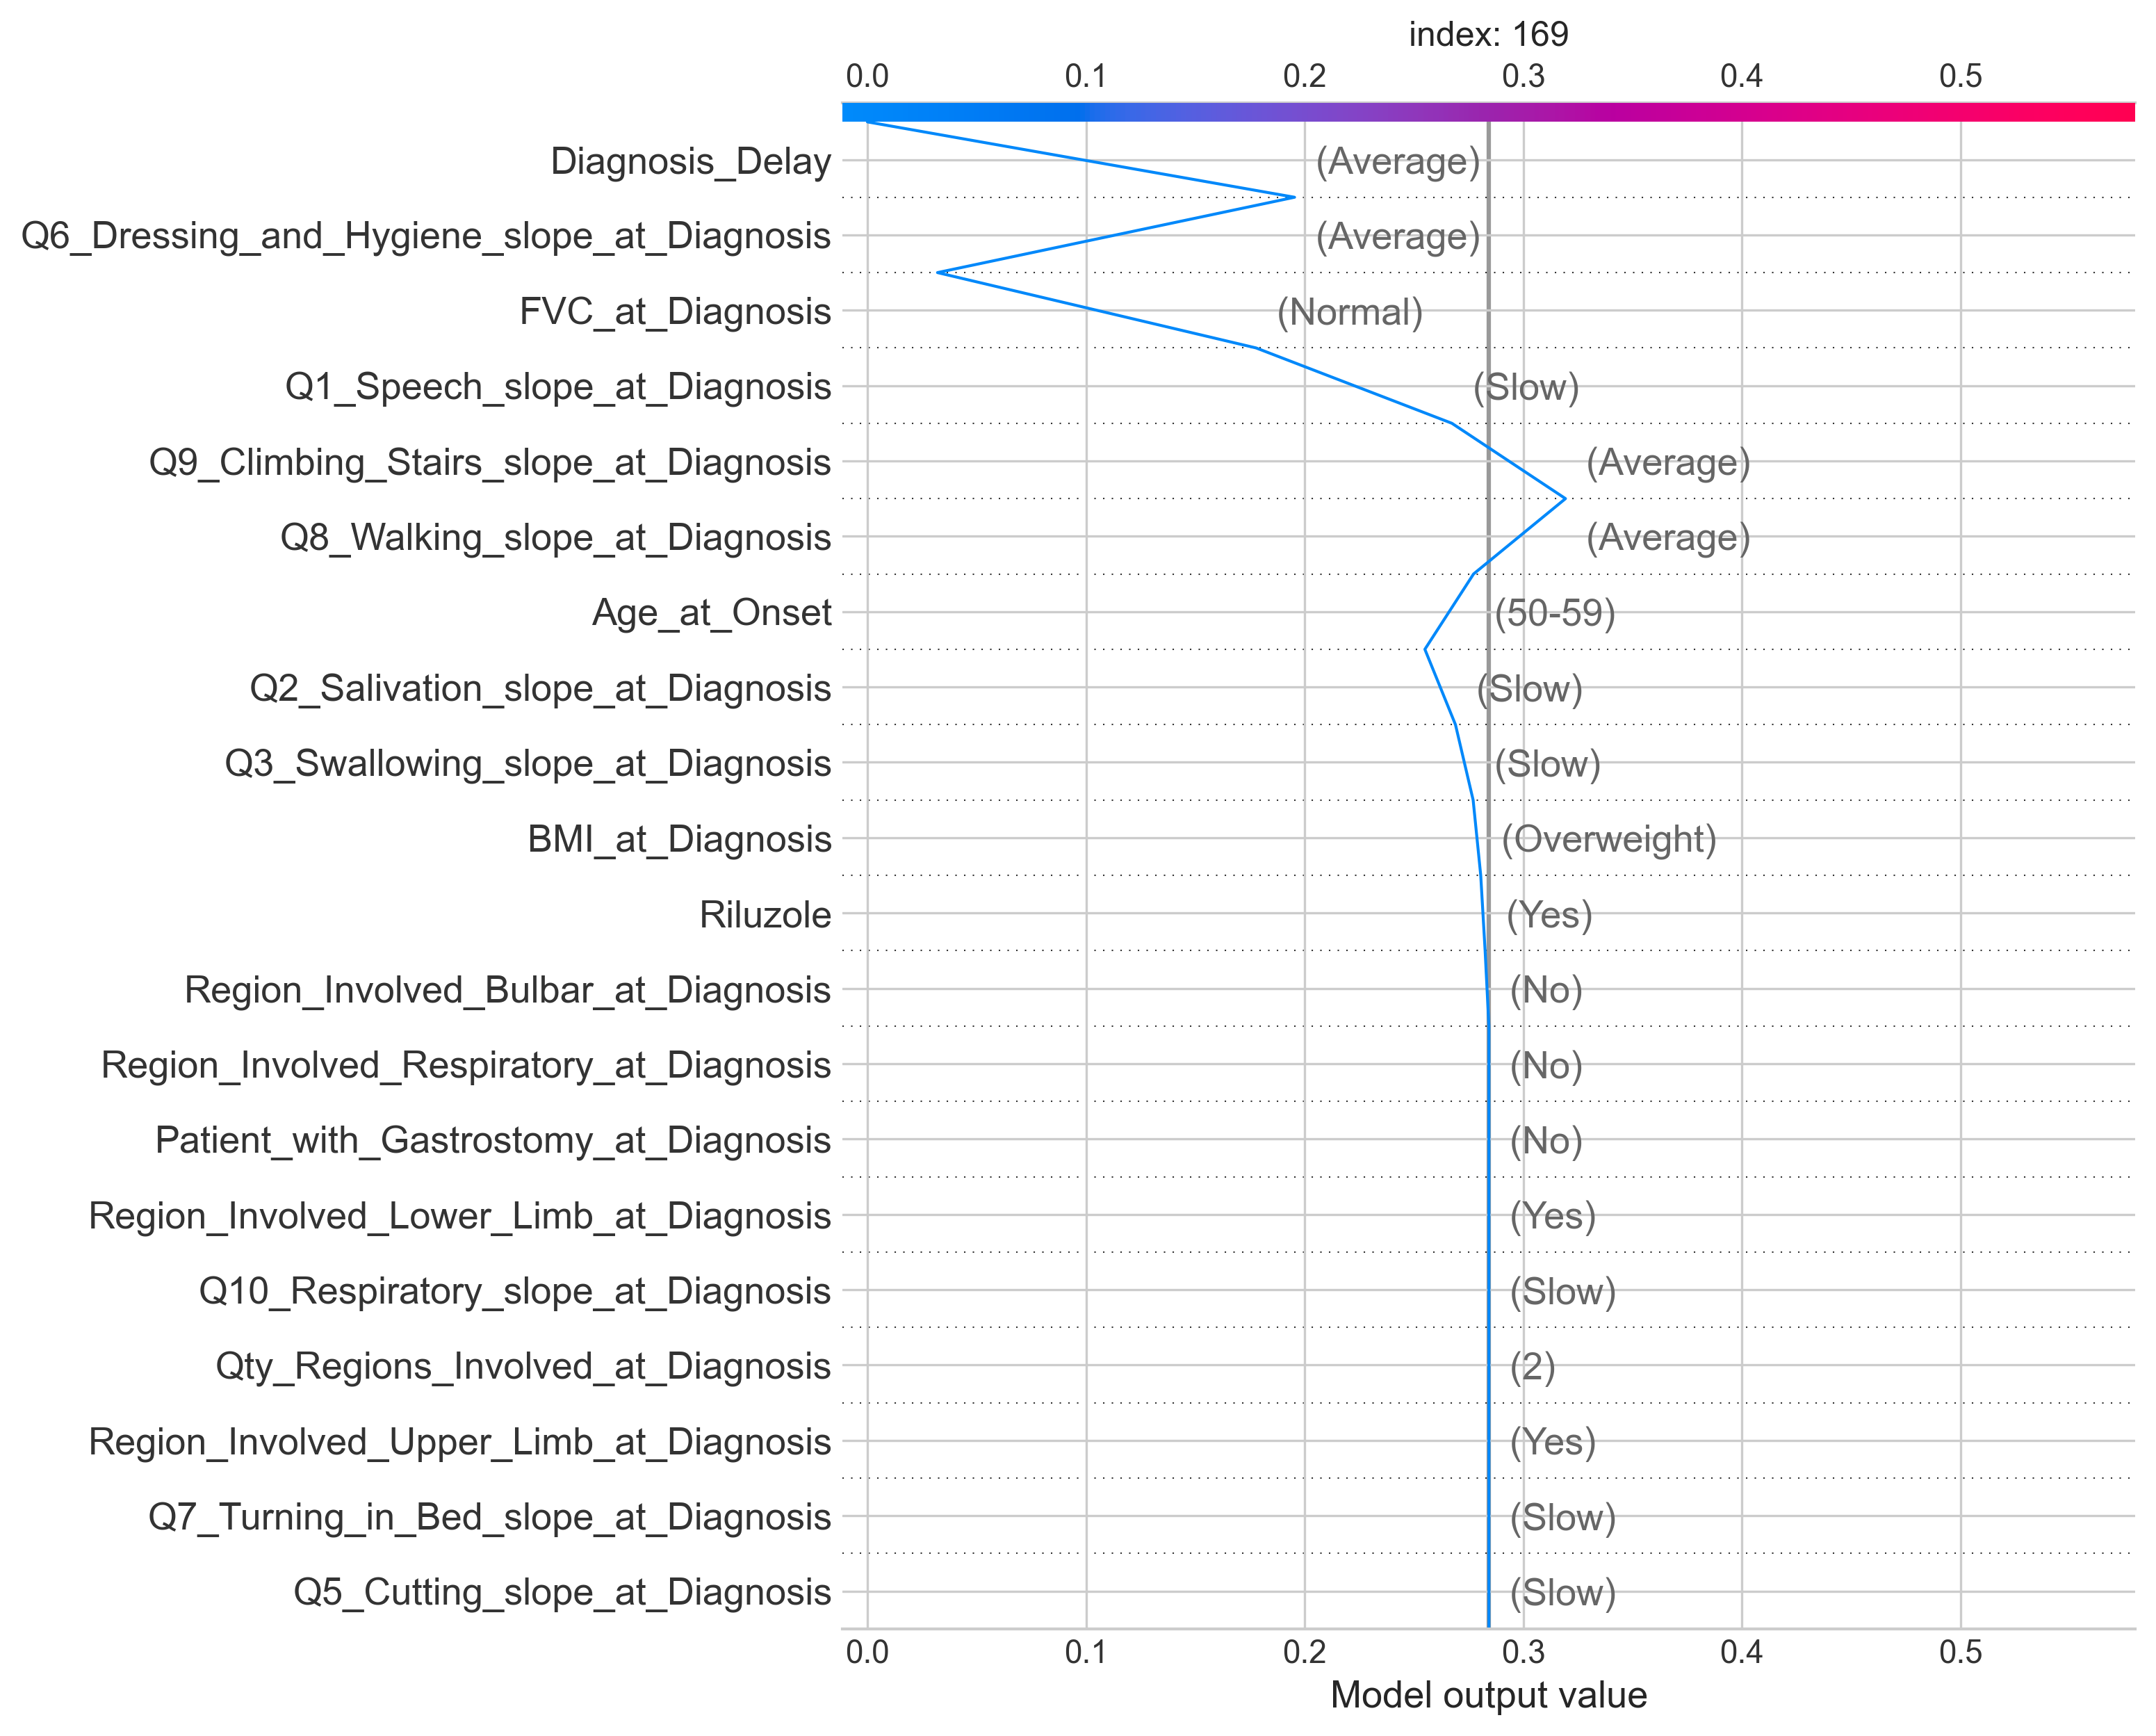 index: 169
0.0 0.1 0.2 0.3 0.4 0.5
Diagnosis_Delay (Average)
Q6_Dressing_and_Hygiene_slope_at_Diagnosis (Average)
FVC_at_Diagnosis (Normal)
Q1_Speech_slope_at_Diagnosis (Slow)
Q9_Climbing_Stairs_slope_at_Diagnosis (Average)
Q8_Walking_slope_at_Diagnosis (Average)
Age_at_Onset (50-59)
Q2_Salivation_slope_at_Diagnosis (Slow)
Q3_Swallowing_slope_at_Diagnosis (Slow)
BMI_at_Diagnosis (Overweight)
Riluzole (Yes)
Region_Involved_Bulbar_at_Diagnosis (No)
Region_Involved_Respiratory_at_Diagnosis (No)
Patient_with_Gastrostomy_at_Diagnosis (No)
Region_Involved_Lower_Limb_at_Diagnosis (Yes)
Q10_Respiratory_slope_at_Diagnosis (Slow)
Qty_Regions_Involved_at_Diagnosis (2)
Region_Involved_Upper_Limb_at_Diagnosis (Yes)
Q7_Turning_in_Bed_slope_at_Diagnosis (Slow)
Q5_Cutting_slope_at_Diagnosis (Slow)
0.0 0.1 0.2 0.3 0.4 0.5
Model output value